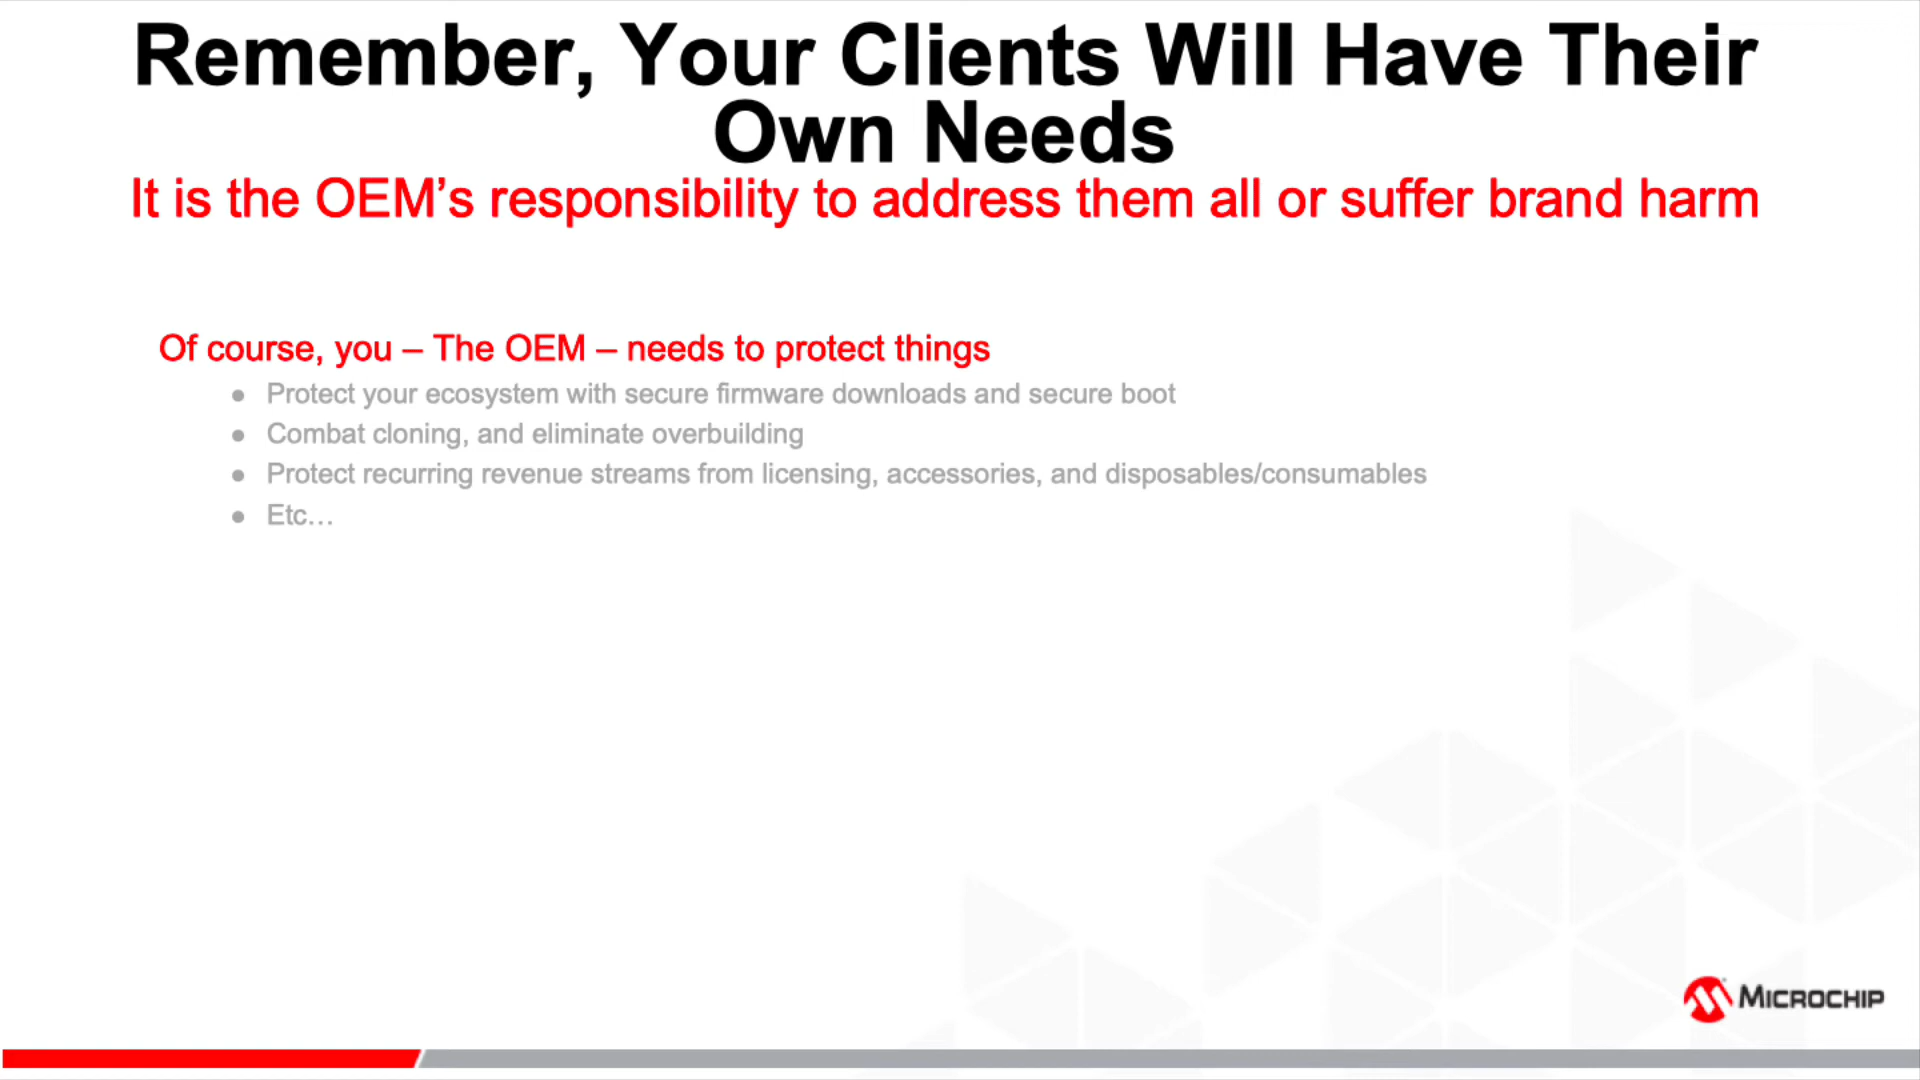 Remember, Your Clients Will Have Their
Own Needs
It is the OEM’s responsibility to address them all or suffer brand harm
Of course, you – The OEM – needs to protect things
● Protect your ecosystem with secure firmware downloads and secure boot
● Combat cloning, and eliminate overbuilding
● Protect recurring revenue streams from licensing, accessories, and disposables/consumables
● Etc…
MICROCHIP